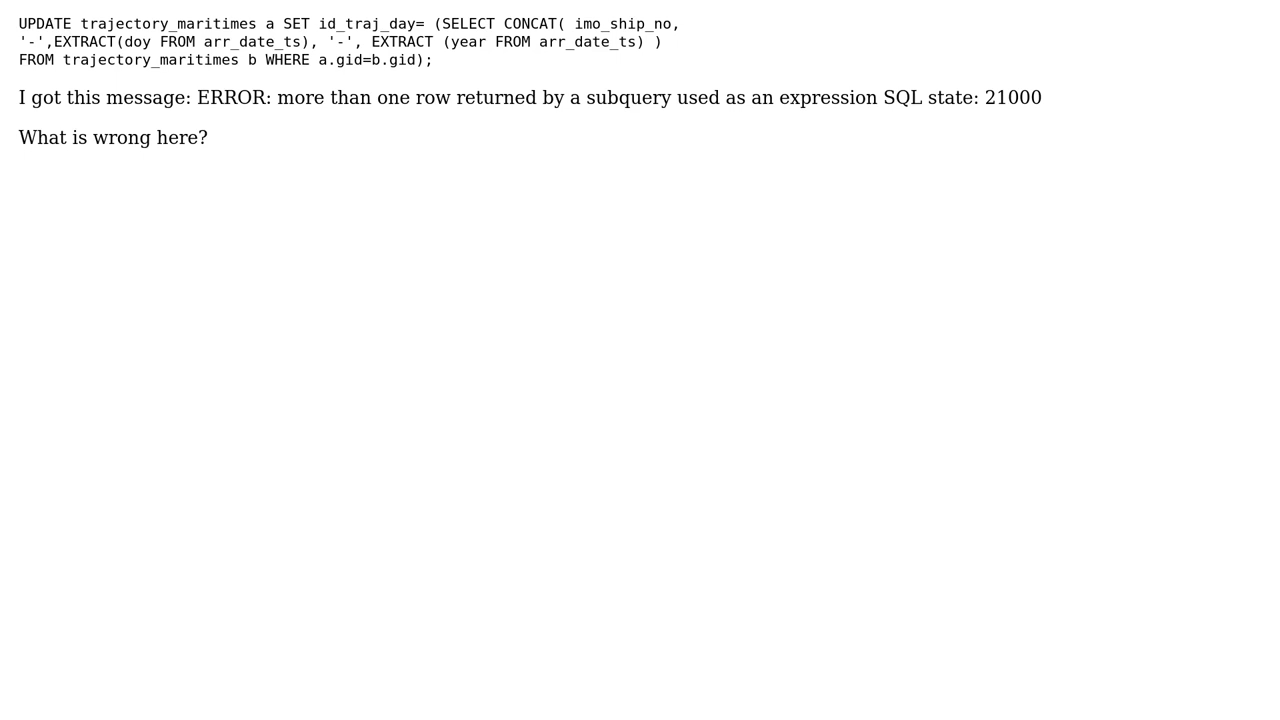 UPDATE trajectory_maritimes a SET id_traj_day= (SELECT CONCAT( imo_ship_no,
'-',EXTRACT(doy FROM arr_date_ts), '-', EXTRACT (year FROM arr_date_ts) )
FROM trajectory_maritimes b WHERE a.gid=b.gid);
I got this message: ERROR: more than one row returned by a subquery used as an expression SQL state: 21000
What is wrong here?